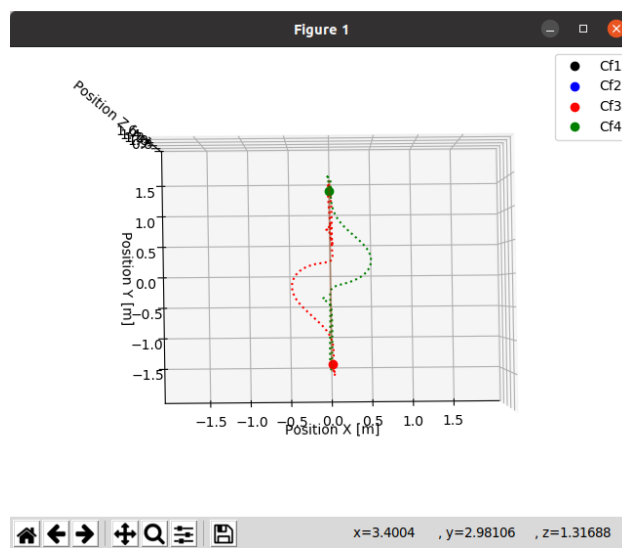 Figure 1
Cf1
Cf2
Cf3
Cf4
Position Z
1.5
1.0
0.5
0.0
−0.5
−1.0
−1.5
Position Y [m]
−1.5 −1.0 −0.5 0.0 0.5 1.0 1.5
Position X [m]
x=3.4004 , y=2.98106 , z=1.31688